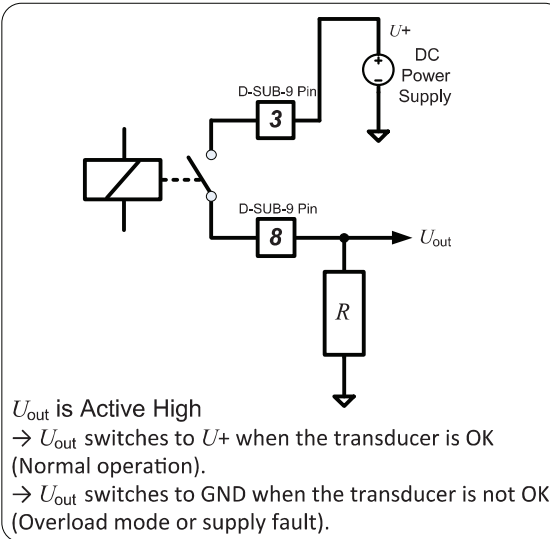 U+
DC
Power
Supply
D-SUB-9 Pin
3
D-SUB-9 Pin
8
Uout
R
Uout is Active High
→ Uout switches to U+ when the transducer is OK
(Normal operation).
→ Uout switches to GND when the transducer is not OK
(Overload mode or supply fault).